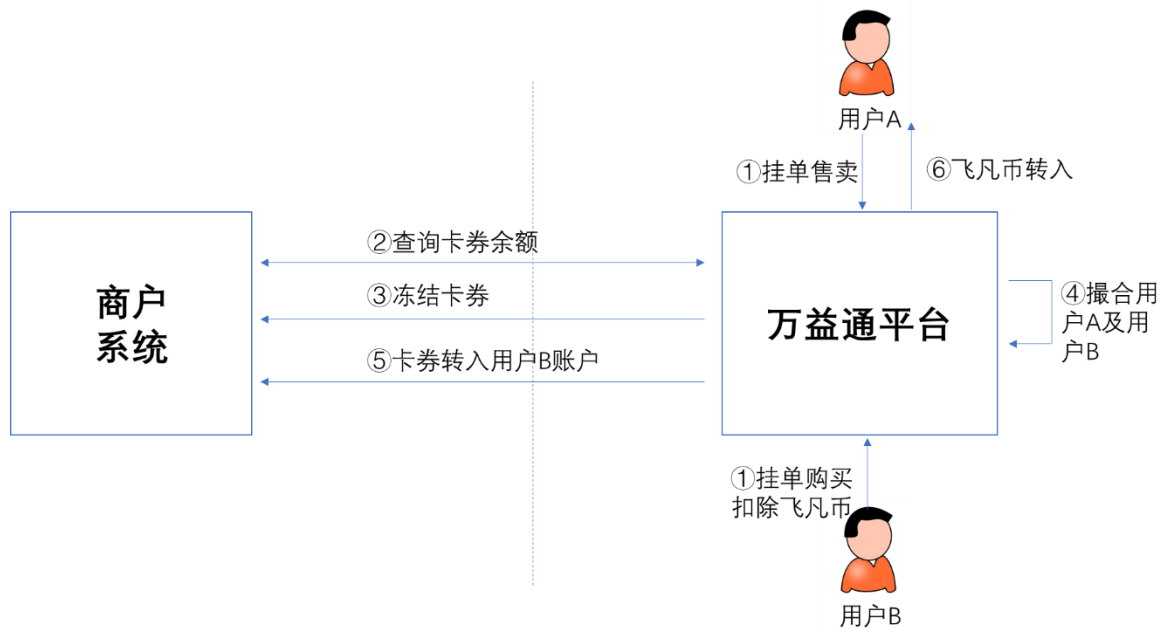 用户A
①挂单售卖
⑥飞凡币转入
②查询卡券余额
③冻结卡券
⑤卡券转入用户B账户
商户
系统
万益通平台
④撮合用
户A及用
户B
①挂单购买
扣除飞凡币
用户B